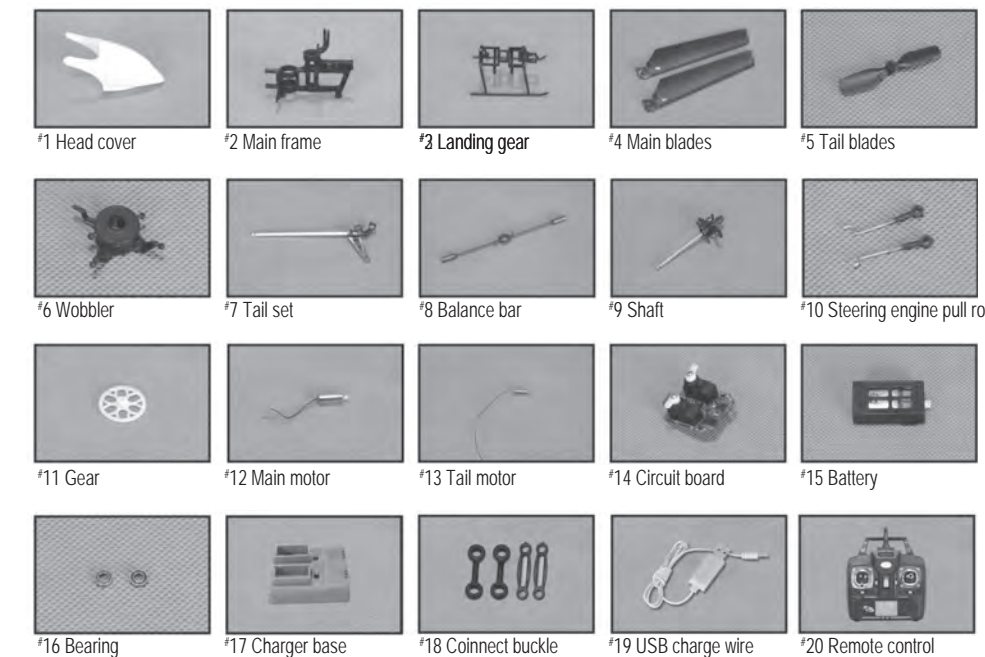 #1 Head cover
#2 Main frame
#3 Landing gear
#4 Main blades
#5 Tail blades
#6 Wobbler
#7 Tail set
#8 Balance bar
#9 Shaft
#10 Steering engine pull ro
#11 Gear
#12 Main motor
#13 Tail motor
#14 Circuit board
#15 Battery
#16 Bearing
#17 Charger base
#18 Coinnect buckle
#19 USB charge wire
#20 Remote control